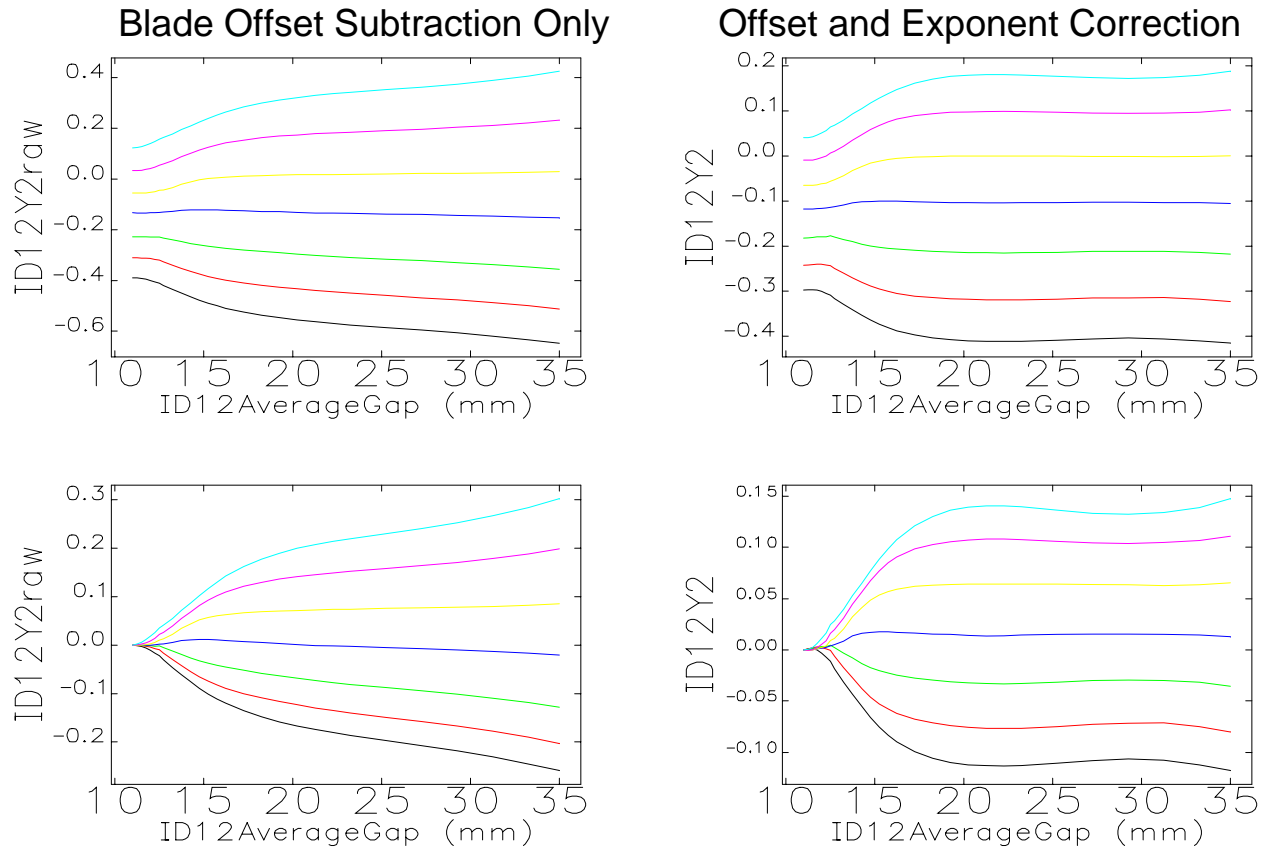 Blade Offset Subtraction Only
Offset and Exponent Correction
ID12Y2raw
0.4
0.2
0.0
−0.2
−0.4
−0.6
10 15 20 25 30 35
ID12AverageGap (mm)
ID12Y2
0.2
0.1
0.0
−0.1
−0.2
−0.3
−0.4
10 15 20 25 30 35
ID12AverageGap (mm)
ID12Y2raw
0.3
0.2
0.1
0.0
−0.1
−0.2
10 15 20 25 30 35
ID12AverageGap (mm)
ID12Y2
0.15
0.10
0.05
0.00
−0.05
−0.10
10 15 20 25 30 35
ID12AverageGap (mm)